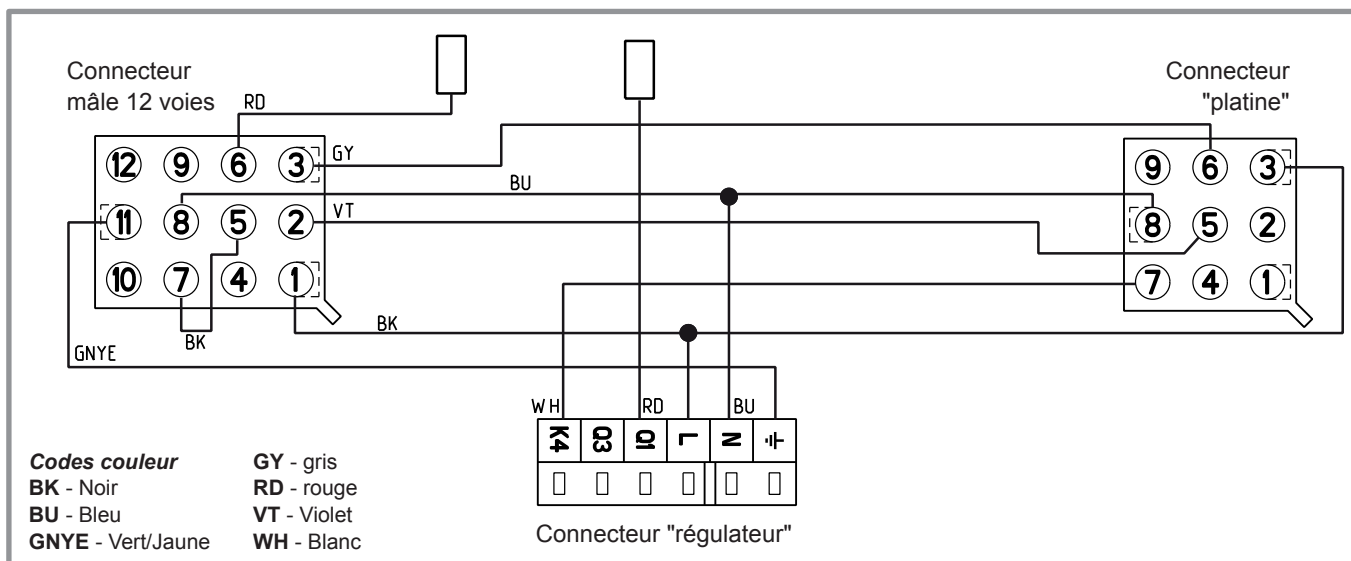 Connecteur
mâle 12 voies
RD
Connecteur
"platine"
12 9 6 3
GY
9 6 3
BU
11 8 5 2
VT
8 5 2
10 7 4 1
7 4 1
BK
BK
GNYE
WH
RD
BU
K4 Q3 Q1 L N
Connecteur "régulateur"
Codes couleur
BK - Noir
BU - Bleu
GNYE - Vert/Jaune
GY - gris
RD - rouge
VT - Violet
WH - Blanc